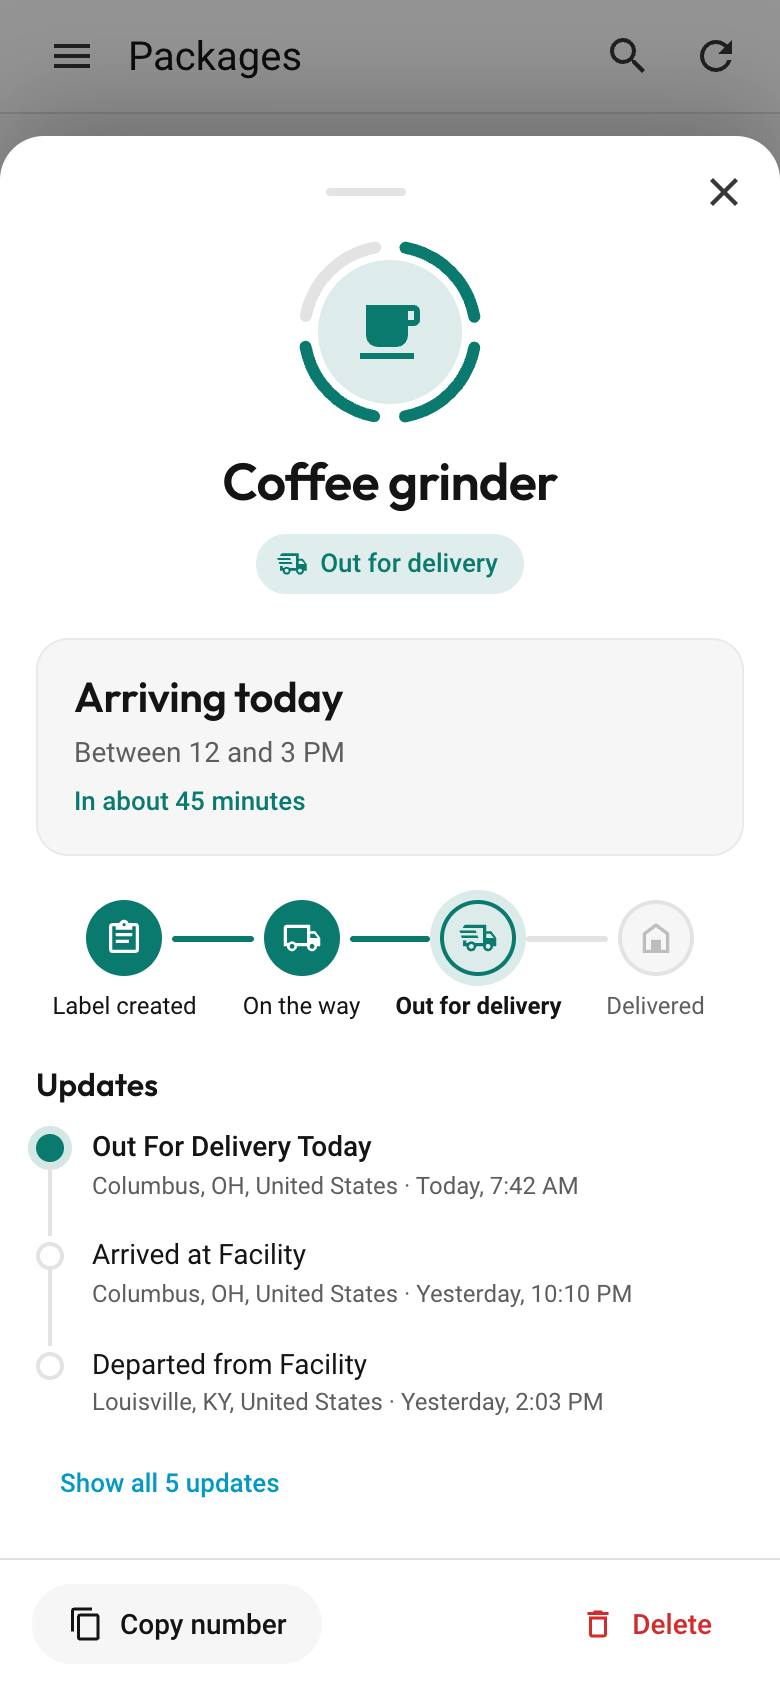 Packages
Coffee grinder
Out for delivery
Arriving today
Between 12 and 3 PM
In about 45 minutes
Label created
On the way
Out for delivery
Delivered
Updates
Out For Delivery Today
Columbus, OH, United States · Today, 7:42 AM
Arrived at Facility
Columbus, OH, United States · Yesterday, 10:10 PM
Departed from Facility
Louisville, KY, United States · Yesterday, 2:03 PM
Show all 5 updates
Copy number
Delete